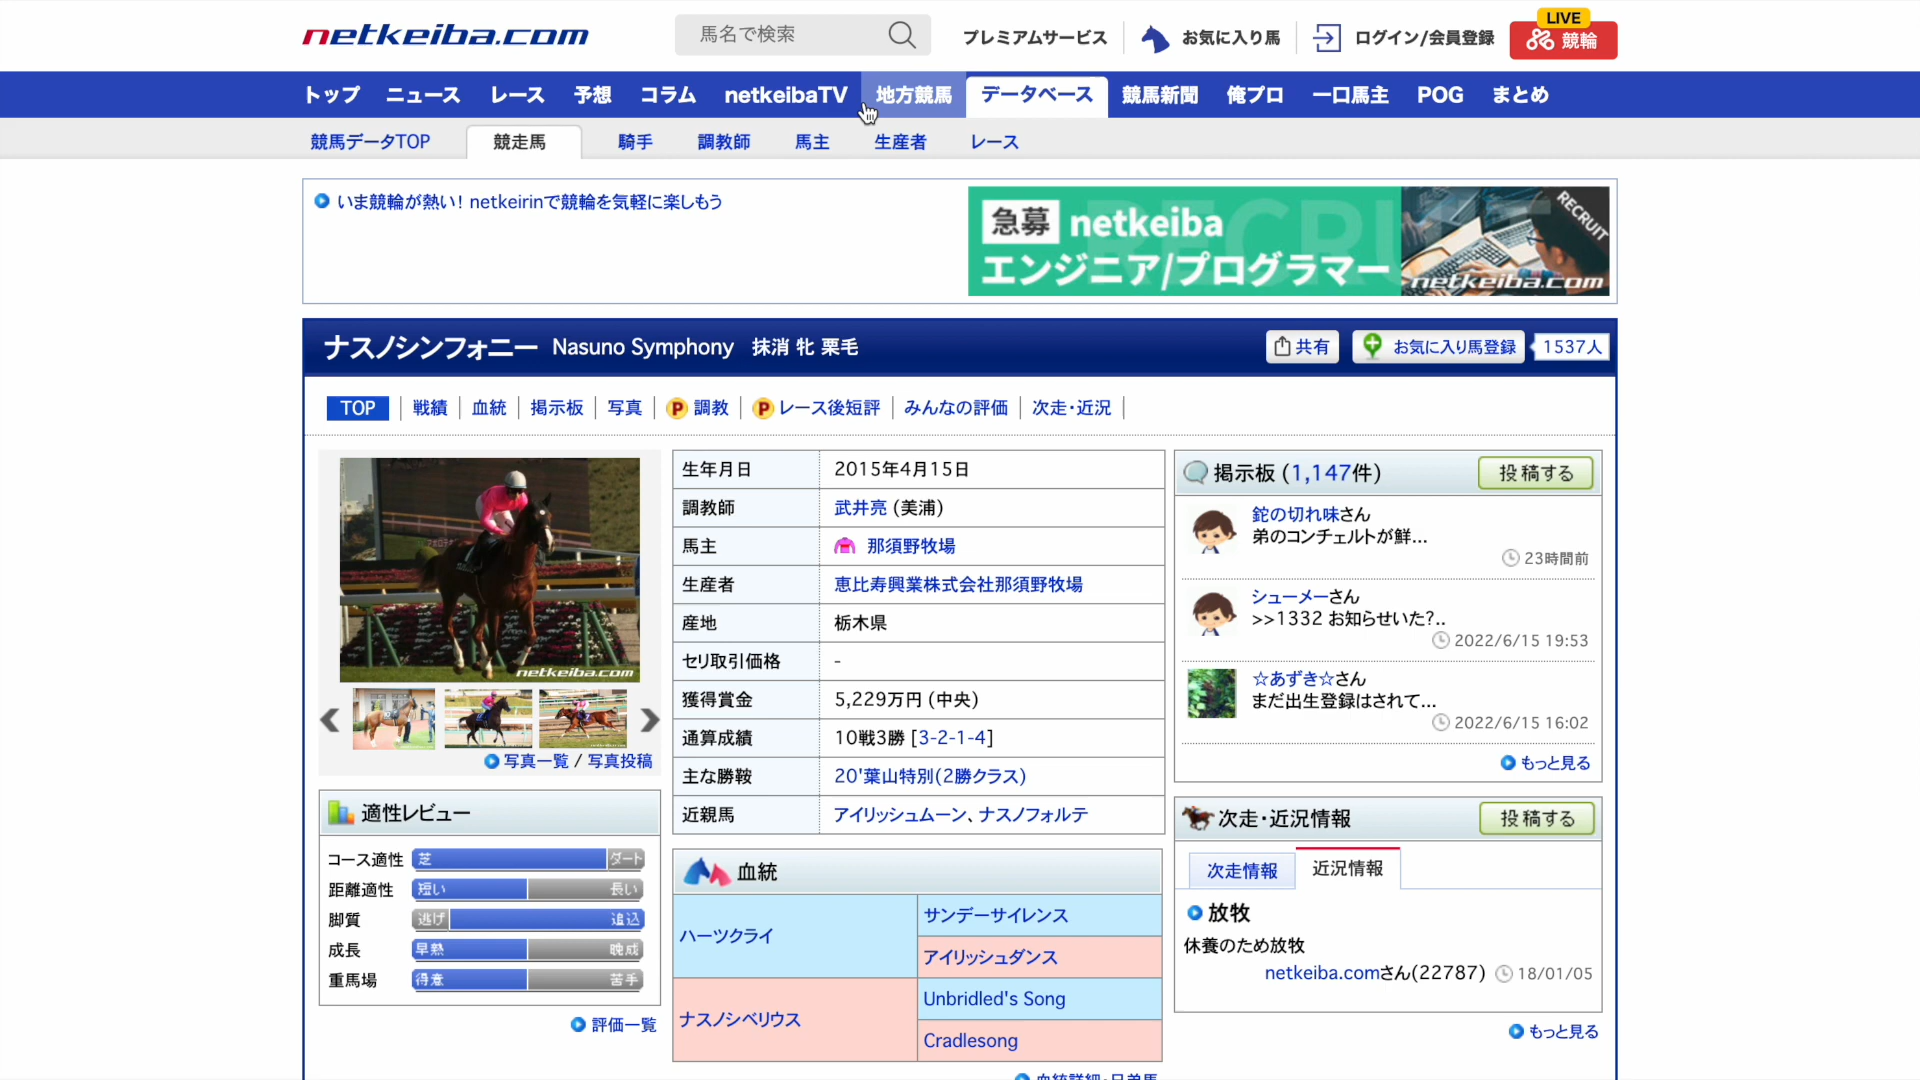 netkeiba.com
馬名で検索
プレミアムサービス
お気に入り馬
ログイン/会員登録
LIVE
競輪
トップ ニュース レース 予想 コラム netkeibaTV 地方競馬 データベース 競馬新聞 俺プロ 一口馬主 POG まとめ
競馬データTOP 競走馬 騎手 調教師 馬主 生産者 レース
いま競輪が熱い! netkeirinで競輪を気軽に楽しもう
急募 netkeiba
エンジニア/プログラマー
RECRUIT
RECRUIT
netkeiba.com
ナスノシンフォニー Nasuno Symphony 抹消 牝 栗毛
共有
お気に入り馬登録
1537人
TOP 戦績 血統 掲示板 写真 P 調教 P レース後短評 みんなの評価 次走・近況
netkeiba.com
写真一覧 / 写真投稿
適性レビュー
コース適性 芝 ダート
距離適性 短い 長い
脚質 逃げ 追込
成長 早熟 晩成
重馬場 得意 苦手
評価一覧
生年月日 2015年4月15日
調教師 武井亮 (美浦)
馬主 那須野牧場
生産者 恵比寿興業株式会社那須野牧場
産地 栃木県
セリ取引価格 -
獲得賞金 5,229万円 (中央)
通算成績 10戦3勝 [3-2-1-4]
主な勝鞍 20'葉山特別(2勝クラス)
近親馬 アイリッシュムーン、ナスノフォルテ
血統
ハーツクライ
サンデーサイレンス
アイリッシュダンス
ナスノシベリウス
Unbridled's Song
Cradlesong
血統詳細・兄弟馬
掲示板 (1,147件)
投稿する
鉈の切れ味さん
弟のコンチェルトが鮮...
23時間前
シューメーさん
>>1332 お知らせいた?..
2022/6/15 19:53
☆あずき☆さん
まだ出生登録はされて...
2022/6/15 16:02
もっと見る
次走・近況情報
投稿する
次走情報 近況情報
放牧
休養のため放牧
netkeiba.comさん(22787) 18/01/05
もっと見る